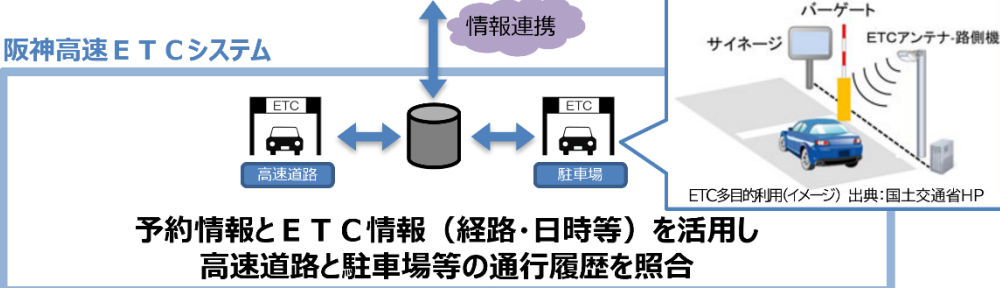 情報連携
阪神高速ＥＴＣシステム
ETC
高速道路
ETC
駐車場
バーゲート
サイネージ
ETCアンテナ・路側機
ETC多目的利用(イメージ) 出典：国土交通省HP
予約情報とＥＴＣ情報（経路・日時等）を活用し
高速道路と駐車場等の通行履歴を照合